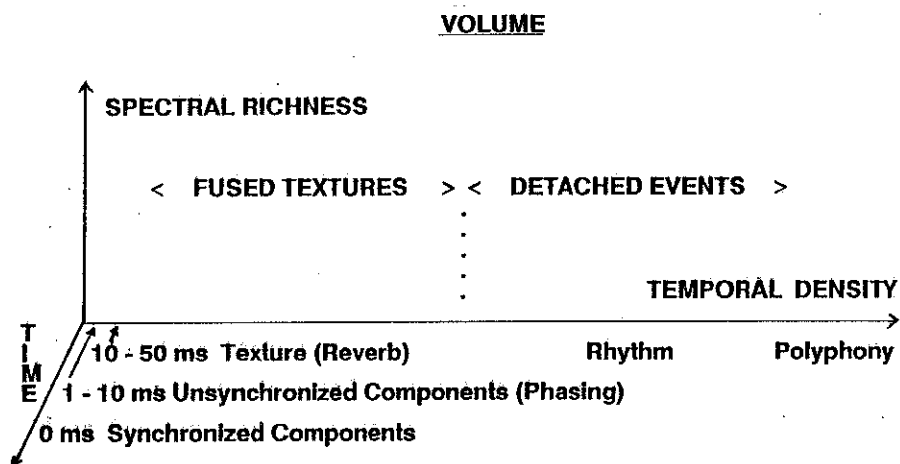 VOLUME
SPECTRAL RICHNESS
< FUSED TEXTURES > < DETACHED EVENTS >
TEMPORAL DENSITY
TIME
10 - 50 ms Texture (Reverb) Rhythm Polyphony
1 - 10 ms Unsynchronized Components (Phasing)
0 ms Synchronized Components